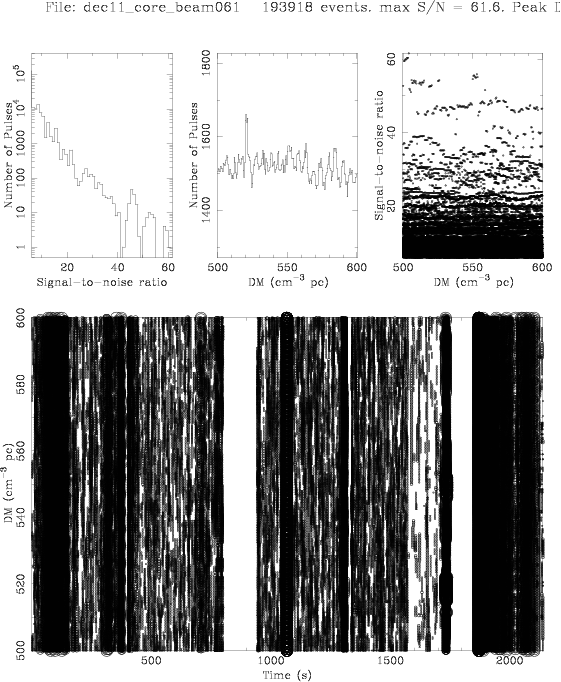 File: dec11_core_beam061 193918 events. max S/N = 61.6. Peak D
Number of Pulses
1 10 100 1000 10^4 10^5
20 40 60
Signal-to-noise ratio
Number of Pulses
1400 1600 1800
500 550 600
DM (cm^-3 pc)
Signal-to-noise ratio
20 40 60
500 550 600
DM (cm^-3 pc)
DM (cm^-3 pc)
500 520 540 560 580 600
500 1000 1500 2000
Time (s)